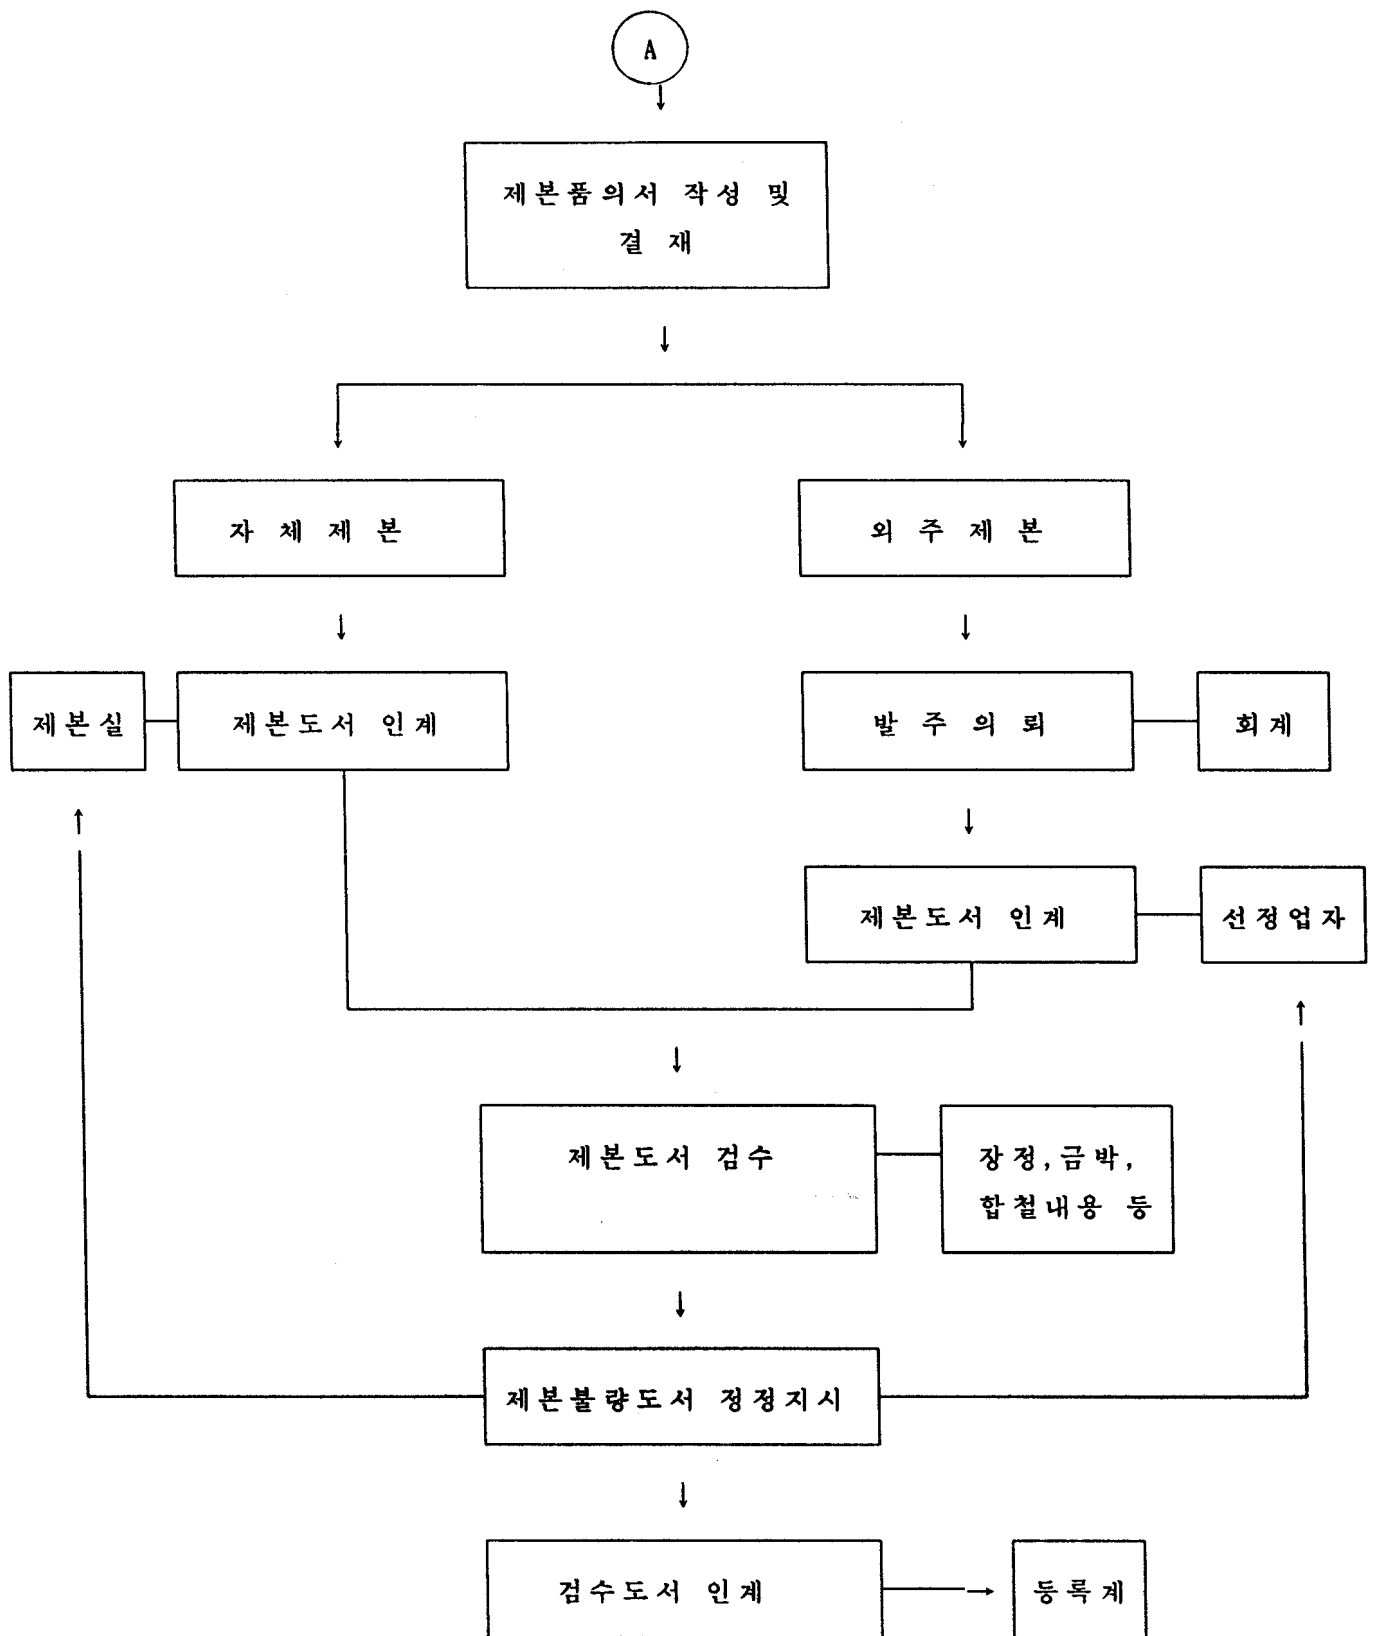 A
제본품의서 작성 및
결 재
자 체 제 본
외 주 제 본
제본실
제본도서 인계
발 주 의 뢰
회계
제본도서 인계
선정업자
제본도서 검수
장정,금박,
합철내용 등
제본불량도서 정정지시
검수도서 인계
등록계